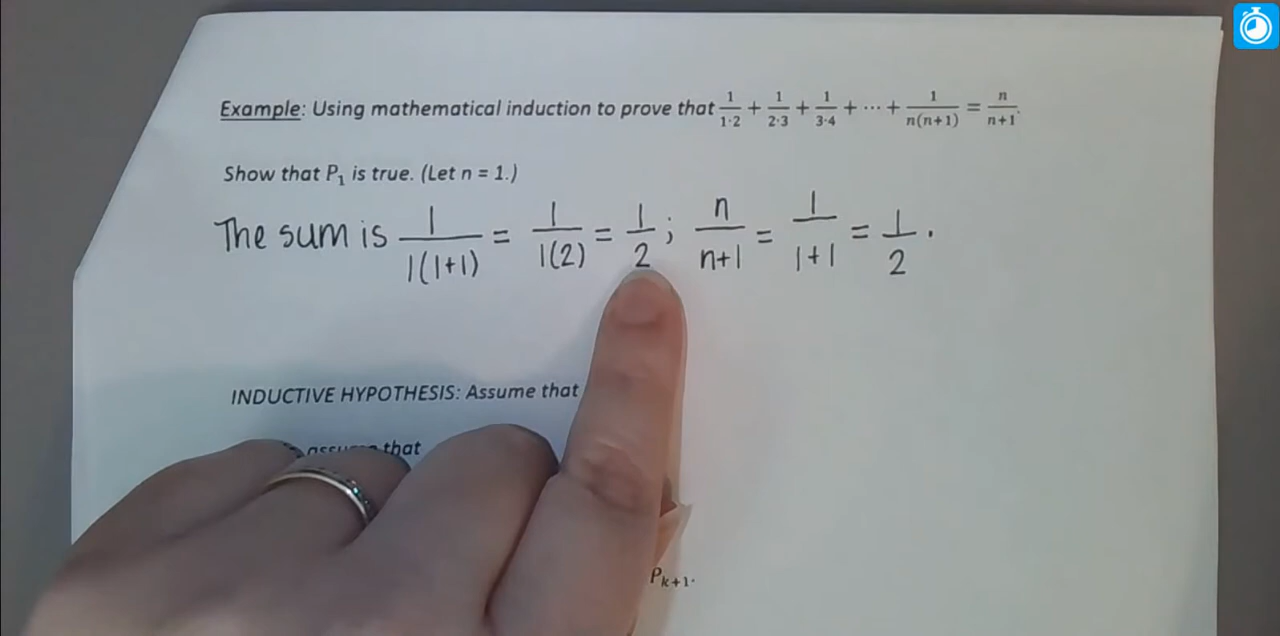 Example: Using mathematical induction to prove that 1/1·2 + 1/2·3 + 1/3·4 + ⋯ + 1/n(n+1) = n/n+1.
Show that P₁ is true. (Let n = 1.)
The sum is 1/1(1+1) = 1/1(2) = 1/2; n/n+1 = 1/1+1 = 1/2.
INDUCTIVE HYPOTHESIS: Assume that
assume that
Pₖ₊₁.